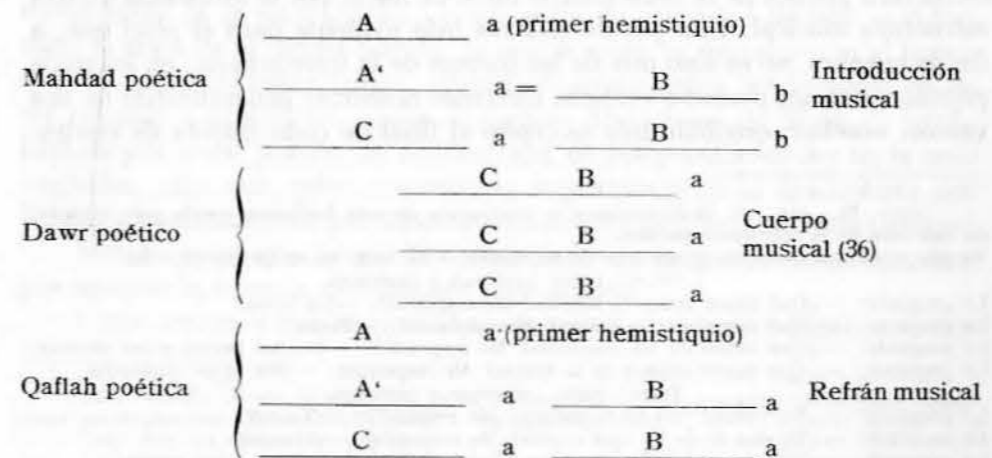 A a (primer hemistiquio)
Mahdad poética A' a = B b Introducción musical
C a B b
C B a
Dawr poético C B a Cuerpo musical (36)
C B a
A a (primer hemistiquio)
Qaflah poética A‘ a B a Refrán musical
C a B a